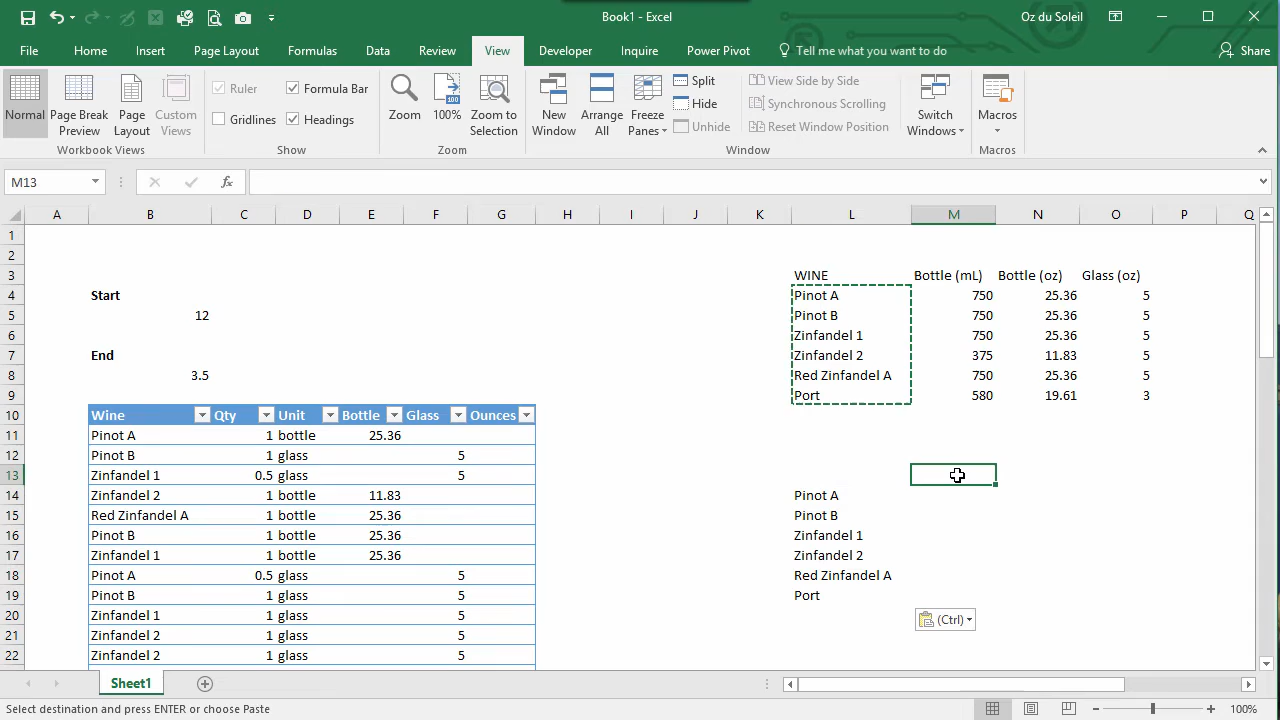 Book1 - Excel
Oz du Soleil
File Home Insert Page Layout Formulas Data Review View Developer Inquire Power Pivot Tell me what you want to do Share
Normal
Page Break Preview
Page Layout
Custom Views
Workbook Views
Ruler
Formula Bar
Gridlines
Headings
Show
Zoom
100%
100
Zoom to Selection
Zoom
New Window
Arrange All
Freeze Panes
Split
Hide
Unhide
View Side by Side
Synchronous Scrolling
Reset Window Position
Window
Switch Windows
Macros
Macros
M13 fx
A B C D E F G H I J K L M N O P Q
1
2
3 WINE Bottle (mL) Bottle (oz) Glass (oz)
4 Start Pinot A 750 25.36 5
5 12 Pinot B 750 25.36 5
6 Zinfandel 1 750 25.36 5
7 End Zinfandel 2 375 11.83 5
8 3.5 Red Zinfandel A 750 25.36 5
9 Port 580 19.61 3
10 Wine Qty Unit Bottle Glass Ounces
11 Pinot A 1 bottle 25.36
12 Pinot B 1 glass 5
13 Zinfandel 1 0.5 glass 5
14 Zinfandel 2 1 bottle 11.83 Pinot A
15 Red Zinfandel A 1 bottle 25.36 Pinot B
16 Pinot B 1 bottle 25.36 Zinfandel 1
17 Zinfandel 1 1 bottle 25.36 Zinfandel 2
18 Pinot A 0.5 glass 5 Red Zinfandel A
19 Pinot B 1 glass 5 Port
20 Zinfandel 1 1 glass 5 (Ctrl)
21 Zinfandel 2 1 glass 5
22 Zinfandel 2 1 glass 5
Sheet1
Select destination and press ENTER or choose Paste
100%